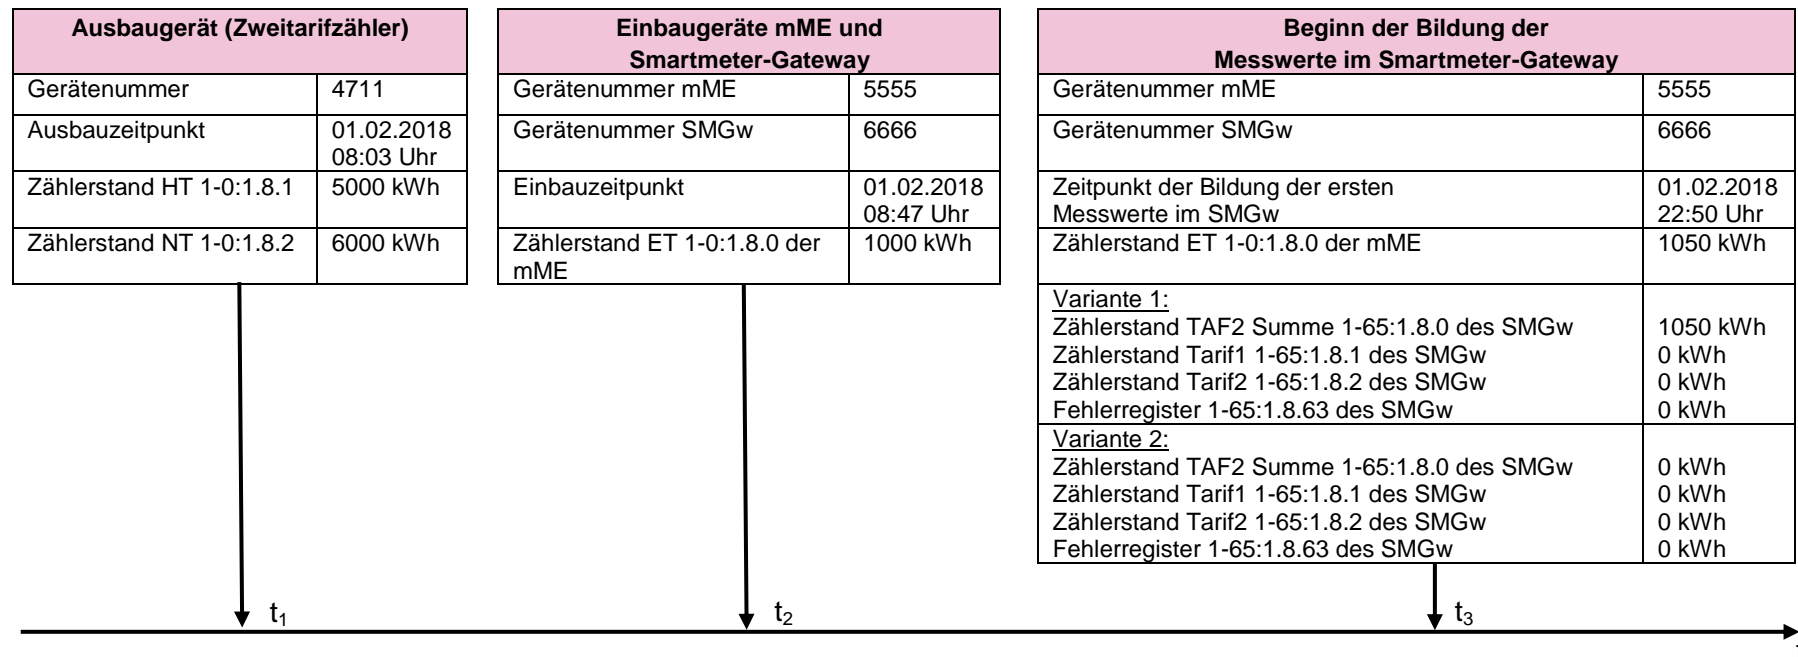 Ausbaugerät (Zweitarifzähler)
Gerätenummer 4711
Ausbauzeitpunkt 01.02.2018
08:03 Uhr
Zählerstand HT 1-0:1.8.1 5000 kWh
Zählerstand NT 1-0:1.8.2 6000 kWh
Einbaugeräte mME und
Smartmeter-Gateway
Gerätenummer mME 5555
Gerätenummer SMGw 6666
Einbauzeitpunkt 01.02.2018
08:47 Uhr
Zählerstand ET 1-0:1.8.0 der 1000 kWh
mME
Beginn der Bildung der
Messwerte im Smartmeter-Gateway
Gerätenummer mME 5555
Gerätenummer SMGw 6666
Zeitpunkt der Bildung der ersten 01.02.2018
Messwerte im SMGw 22:50 Uhr
Zählerstand ET 1-0:1.8.0 der mME 1050 kWh
Variante 1:
Zählerstand TAF2 Summe 1-65:1.8.0 des SMGw 1050 kWh
Zählerstand Tarif1 1-65:1.8.1 des SMGw 0 kWh
Zählerstand Tarif2 1-65:1.8.2 des SMGw 0 kWh
Fehlerregister 1-65:1.8.63 des SMGw 0 kWh
Variante 2:
Zählerstand TAF2 Summe 1-65:1.8.0 des SMGw 0 kWh
Zählerstand Tarif1 1-65:1.8.1 des SMGw 0 kWh
Zählerstand Tarif2 1-65:1.8.2 des SMGw 0 kWh
Fehlerregister 1-65:1.8.63 des SMGw 0 kWh
t1
t2
t3